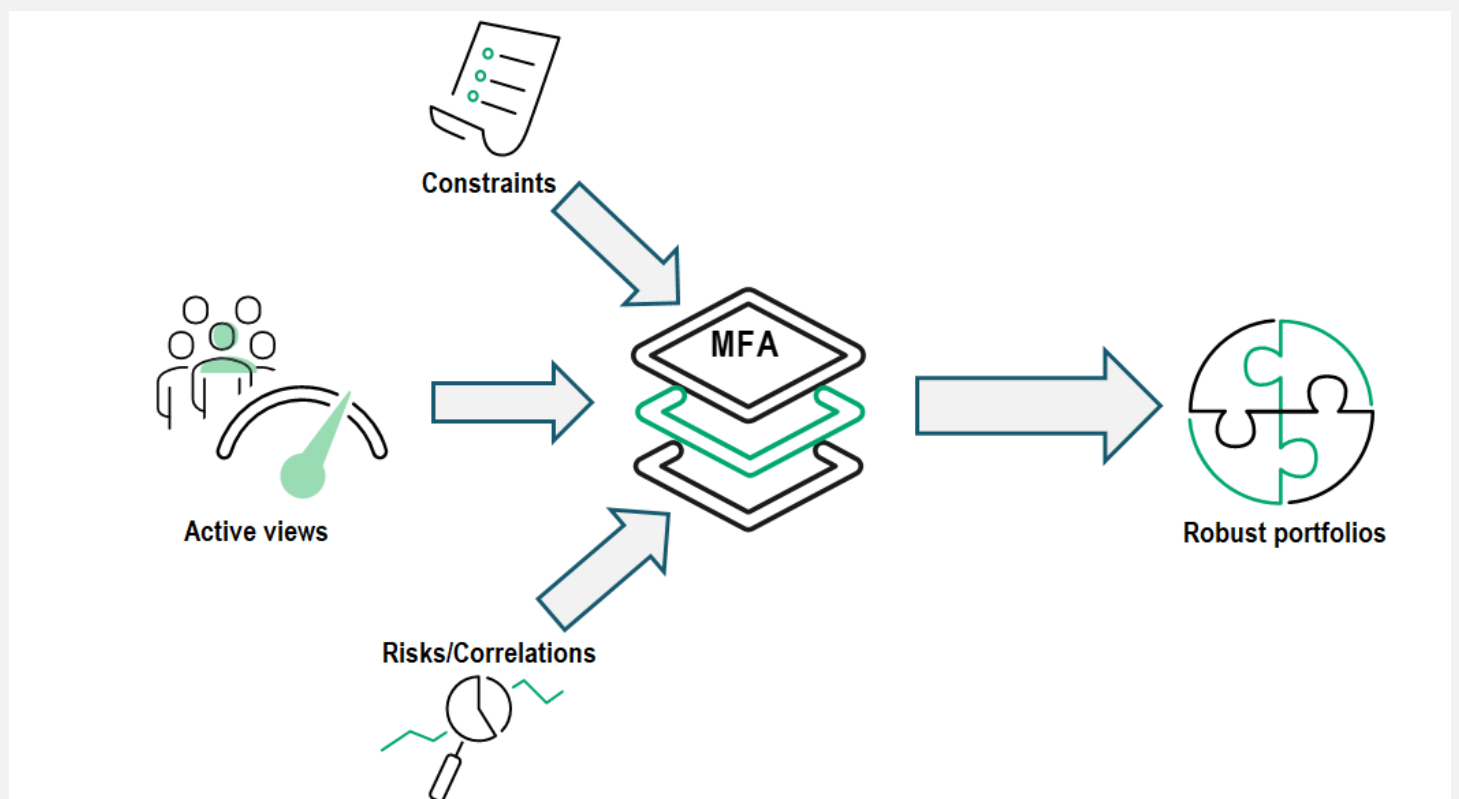 Constraints
MFA
Active views
Robust portfolios
Risks/Correlations